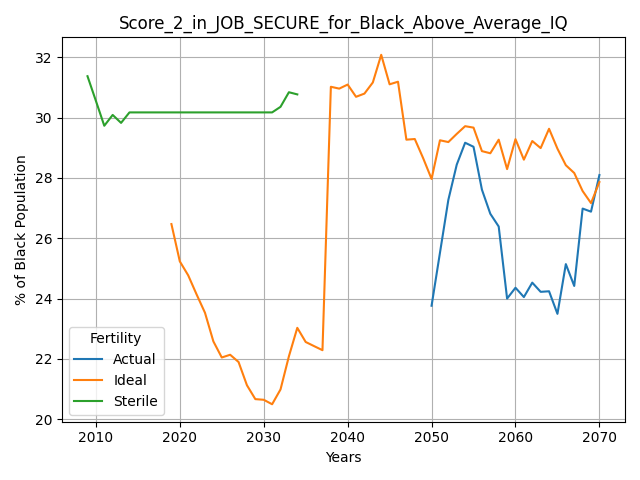 Score_2_in_JOB_SECURE_for_Black_Above_Average_IQ
% of Black Population
32
30
28
26
24
22
20
Fertility
Actual
Ideal
Sterile
2010 2020 2030 2040 2050 2060 2070
Years